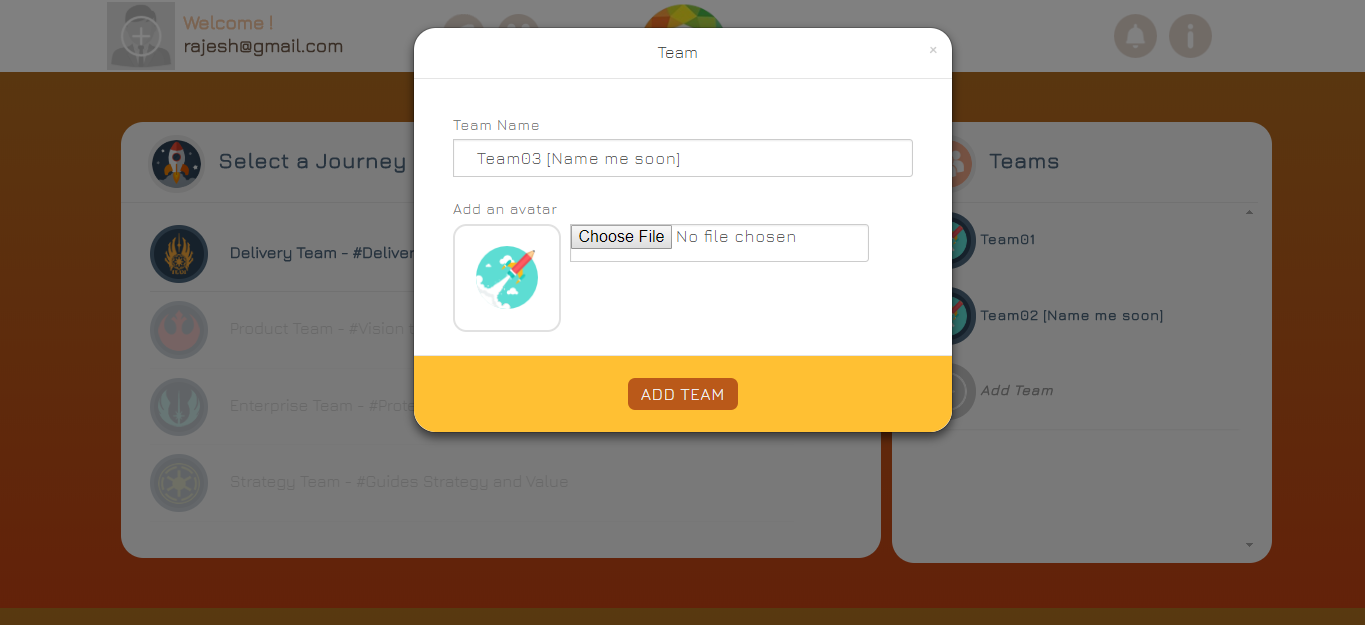 Welcome !
rajesh@gmail.com
Team
×
Team Name
Team03 [Name me soon]
Add an avatar
Choose File No file chosen
ADD TEAM
Select a Journey
Delivery Team - #Deliver
Product Team - #Vision
Enterprise Team - #Prote
Strategy Team - #Guides Strategy and Value
Teams
Team01
Team02 [Name me soon]
Add Team